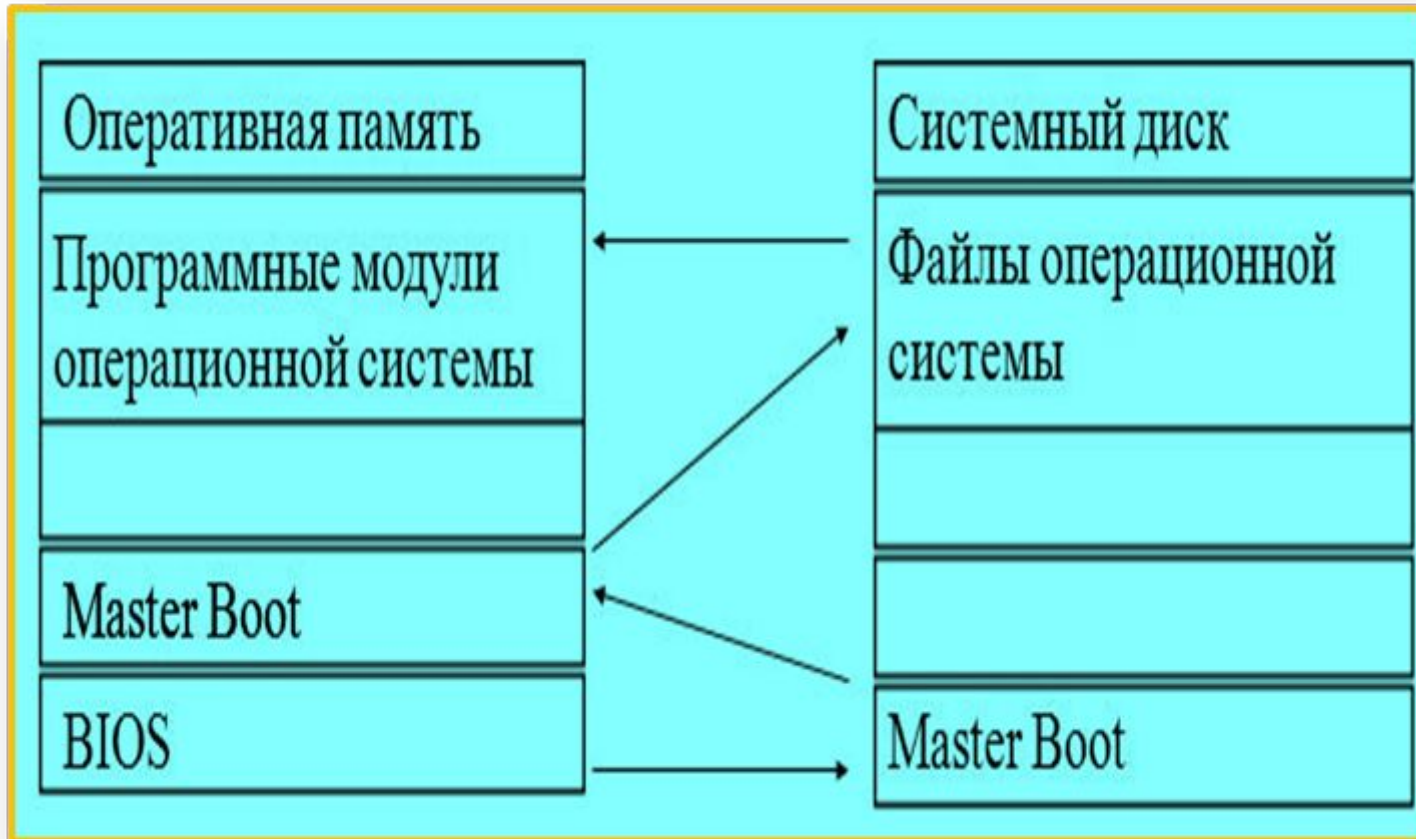 Оперативная память
Программные модули
операционной системы
Master Boot
BIOS
Системный диск
Файлы операционной
системы
Master Boot